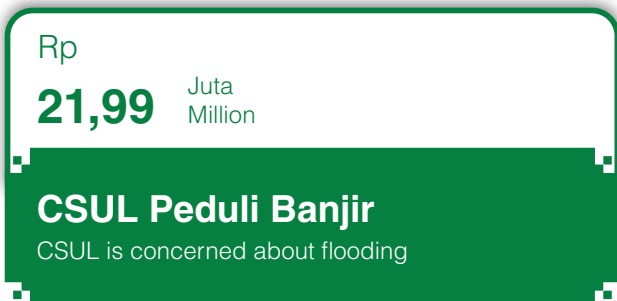 Rp
21,99
Juta
Million
CSUL Peduli Banjir
CSUL is concerned about flooding